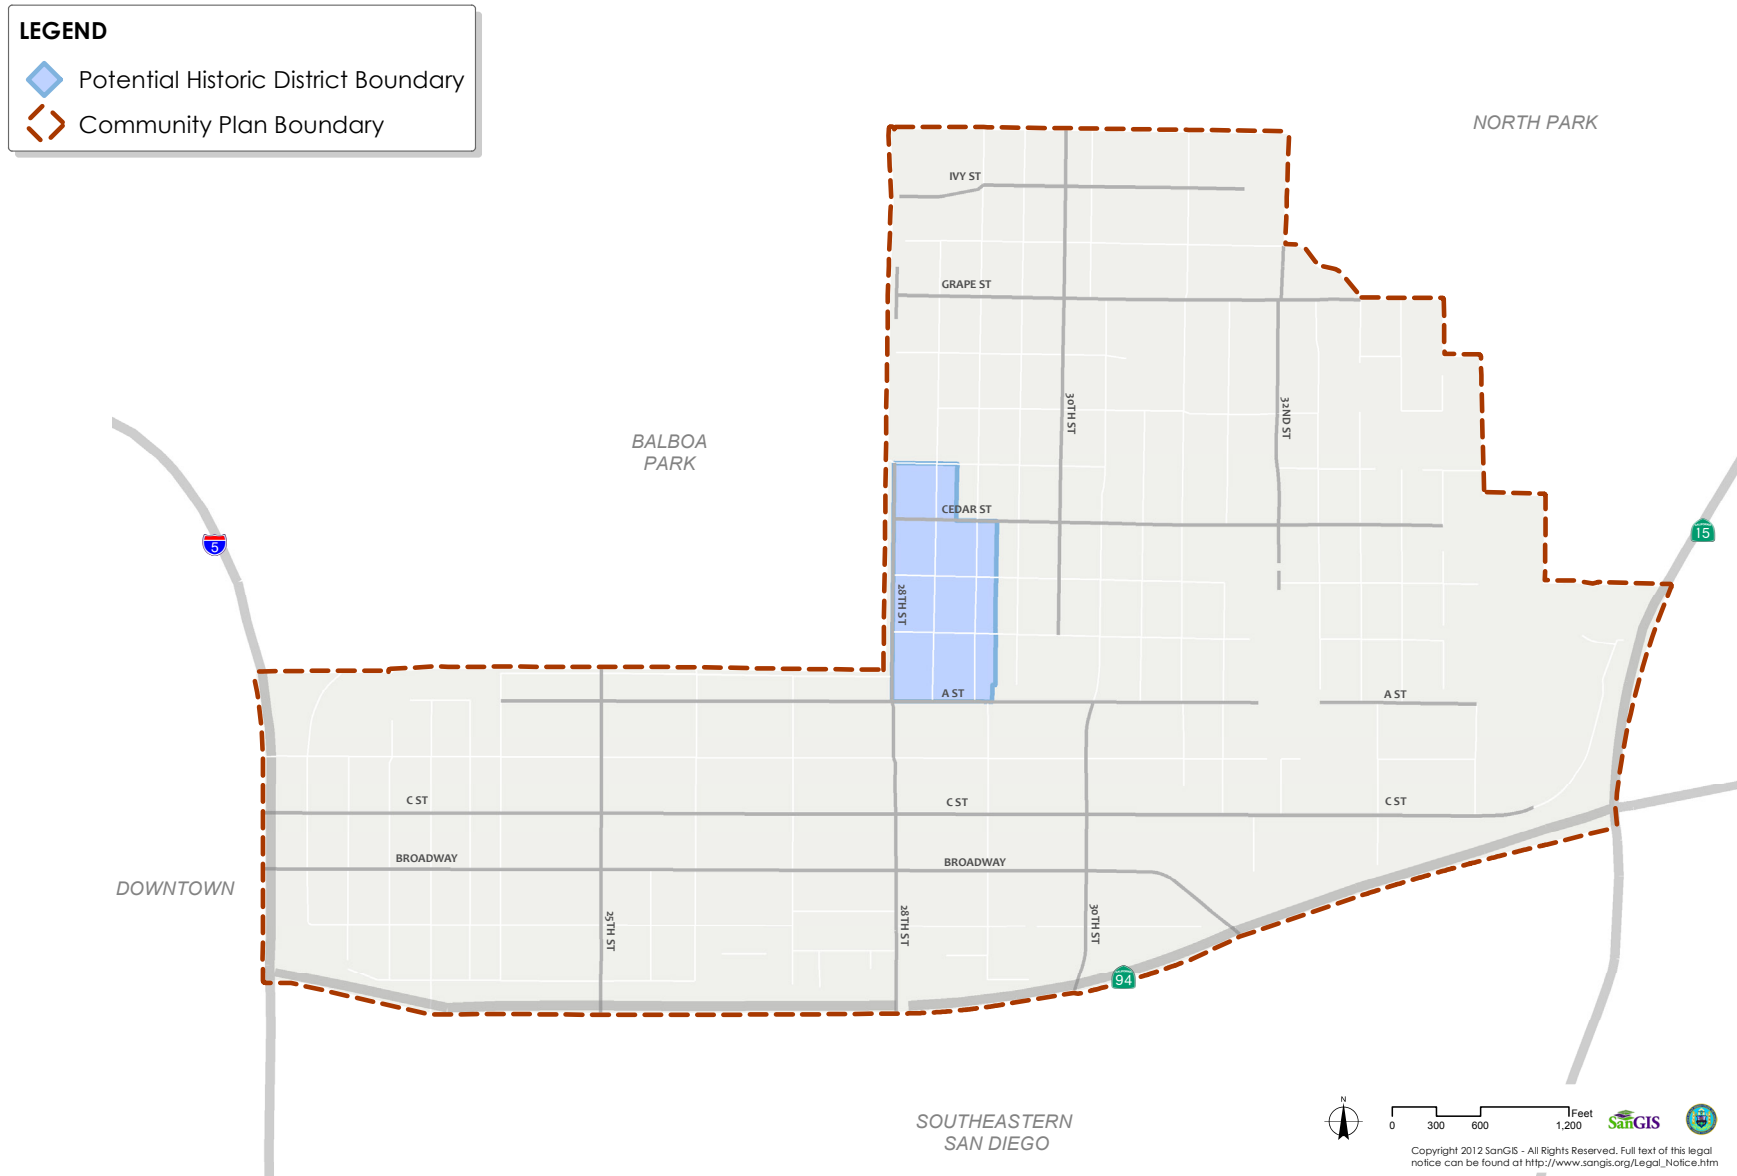 LEGEND
Potential Historic District Boundary
Community Plan Boundary
NORTH PARK
IVY ST
GRAPE ST
30TH ST
32ND ST
BALBOA
PARK
CEDAR ST
5
15
28TH ST
A ST
A ST
C ST
C ST
C ST
BROADWAY
BROADWAY
DOWNTOWN
25TH ST
28TH ST
30TH ST
94
SOUTHEASTERN
SAN DIEGO
N
Feet
0 300 600 1,200
SanGIS
Copyright 2012 SanGIS - All Rights Reserved. Full text of this legal
notice can be found at http://www.sangis.org/Legal_Notice.htm